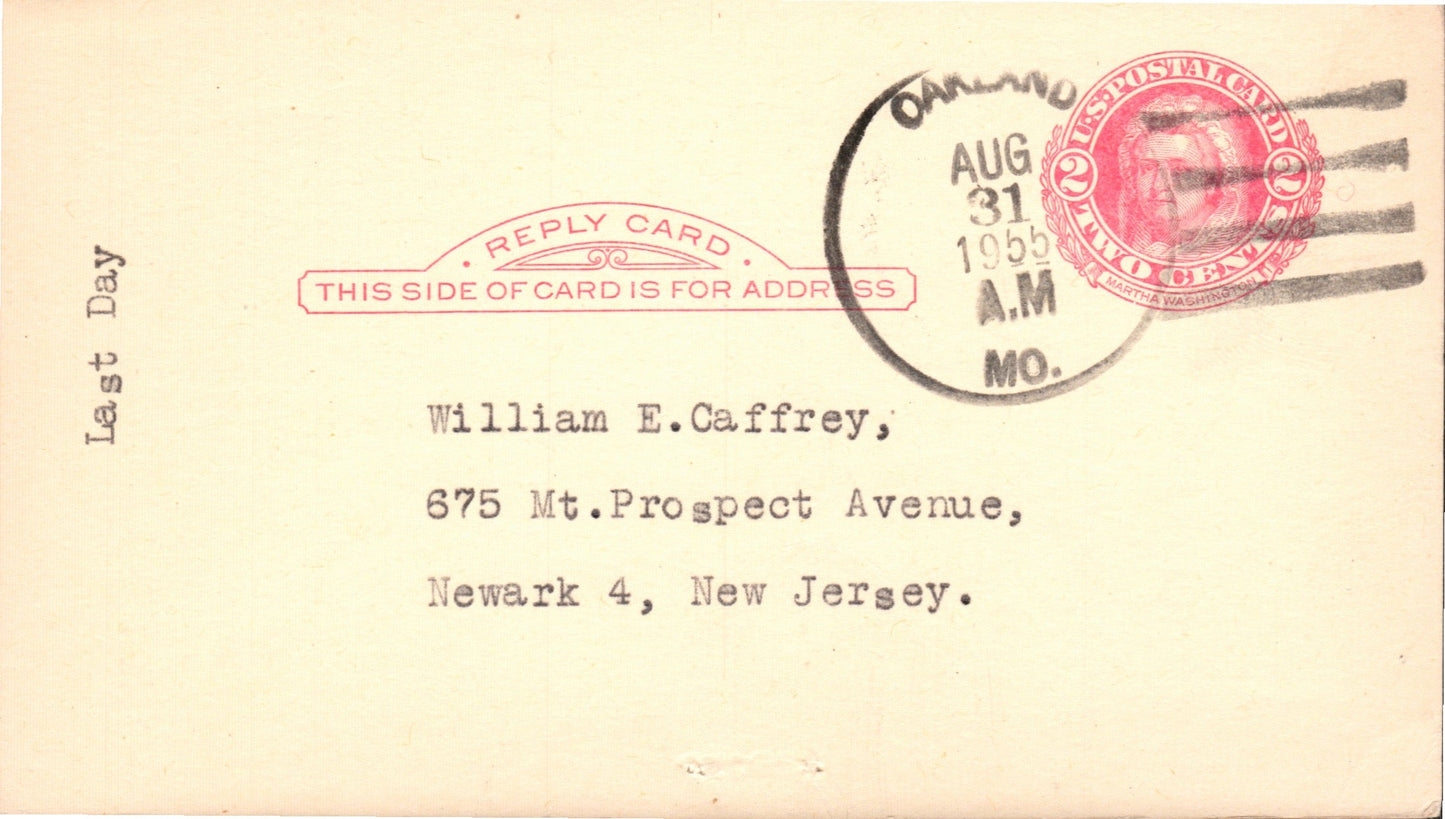 Last Day
REPLY CARD
THIS SIDE OF CARD IS FOR ADDRESS
OAKLAND
AUG
31
1955
A.M
MO.
U.S. POSTAL CARD
2 2
TWO CENTS
MARTHA WASHINGTON
William E.Caffrey,
675 Mt.Prospect Avenue,
Newark 4, New Jersey.